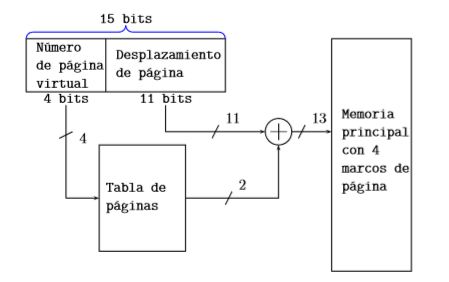 15 bits
Número
de página
virtual
Desplazamiento
de página
4 bits
11 bits
4
11
13
Tabla de
páginas
2
Memoria
principal
con 4
marcos de
página